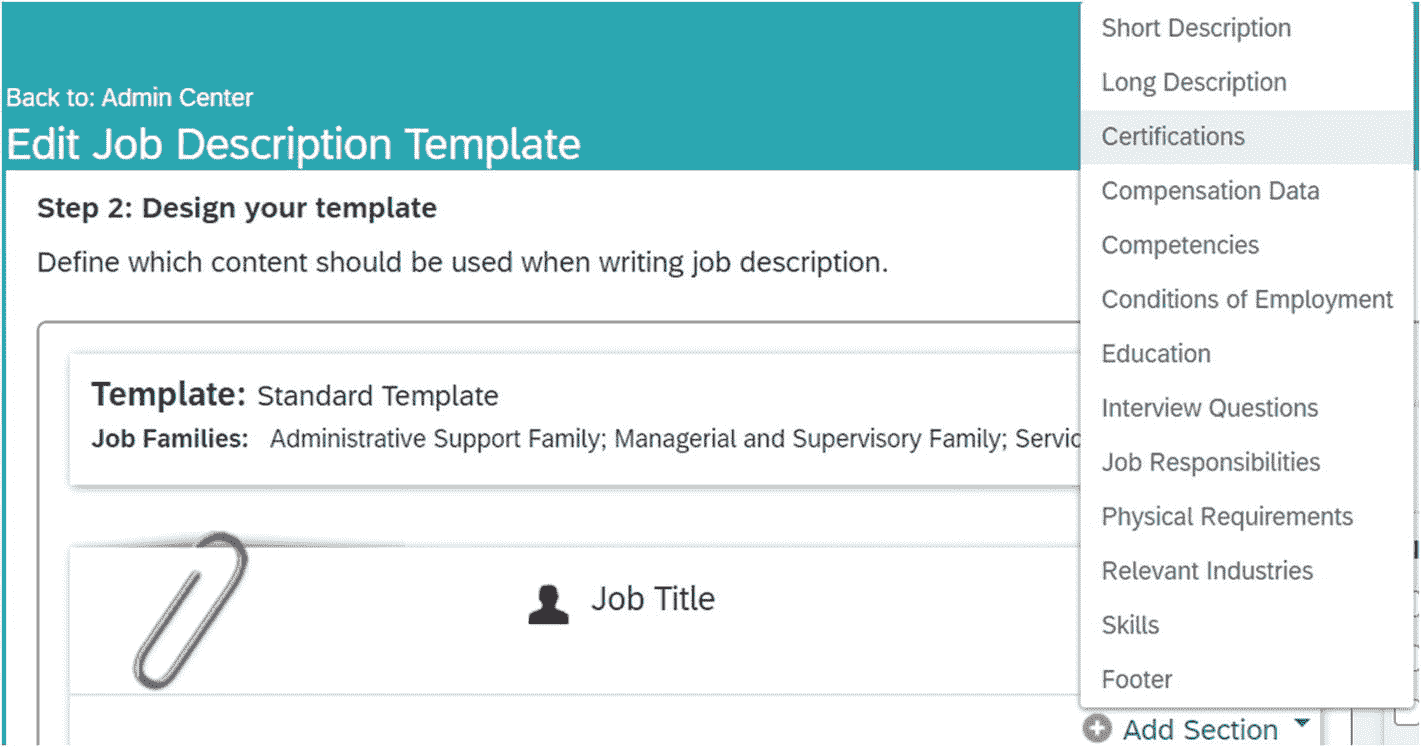 Back to: Admin Center
Edit Job Description Template
Step 2: Design your template
Define which content should be used when writing job description.
Template: Standard Template
Job Families: Administrative Support Family; Managerial and Supervisory Family;
Job Title
Short Description
Long Description
Certifications
Compensation Data
Competencies
Conditions of Employment
Education
Interview Questions
Job Responsibilities
Physical Requirements
Relevant Industries
Skills
Footer
Add Section